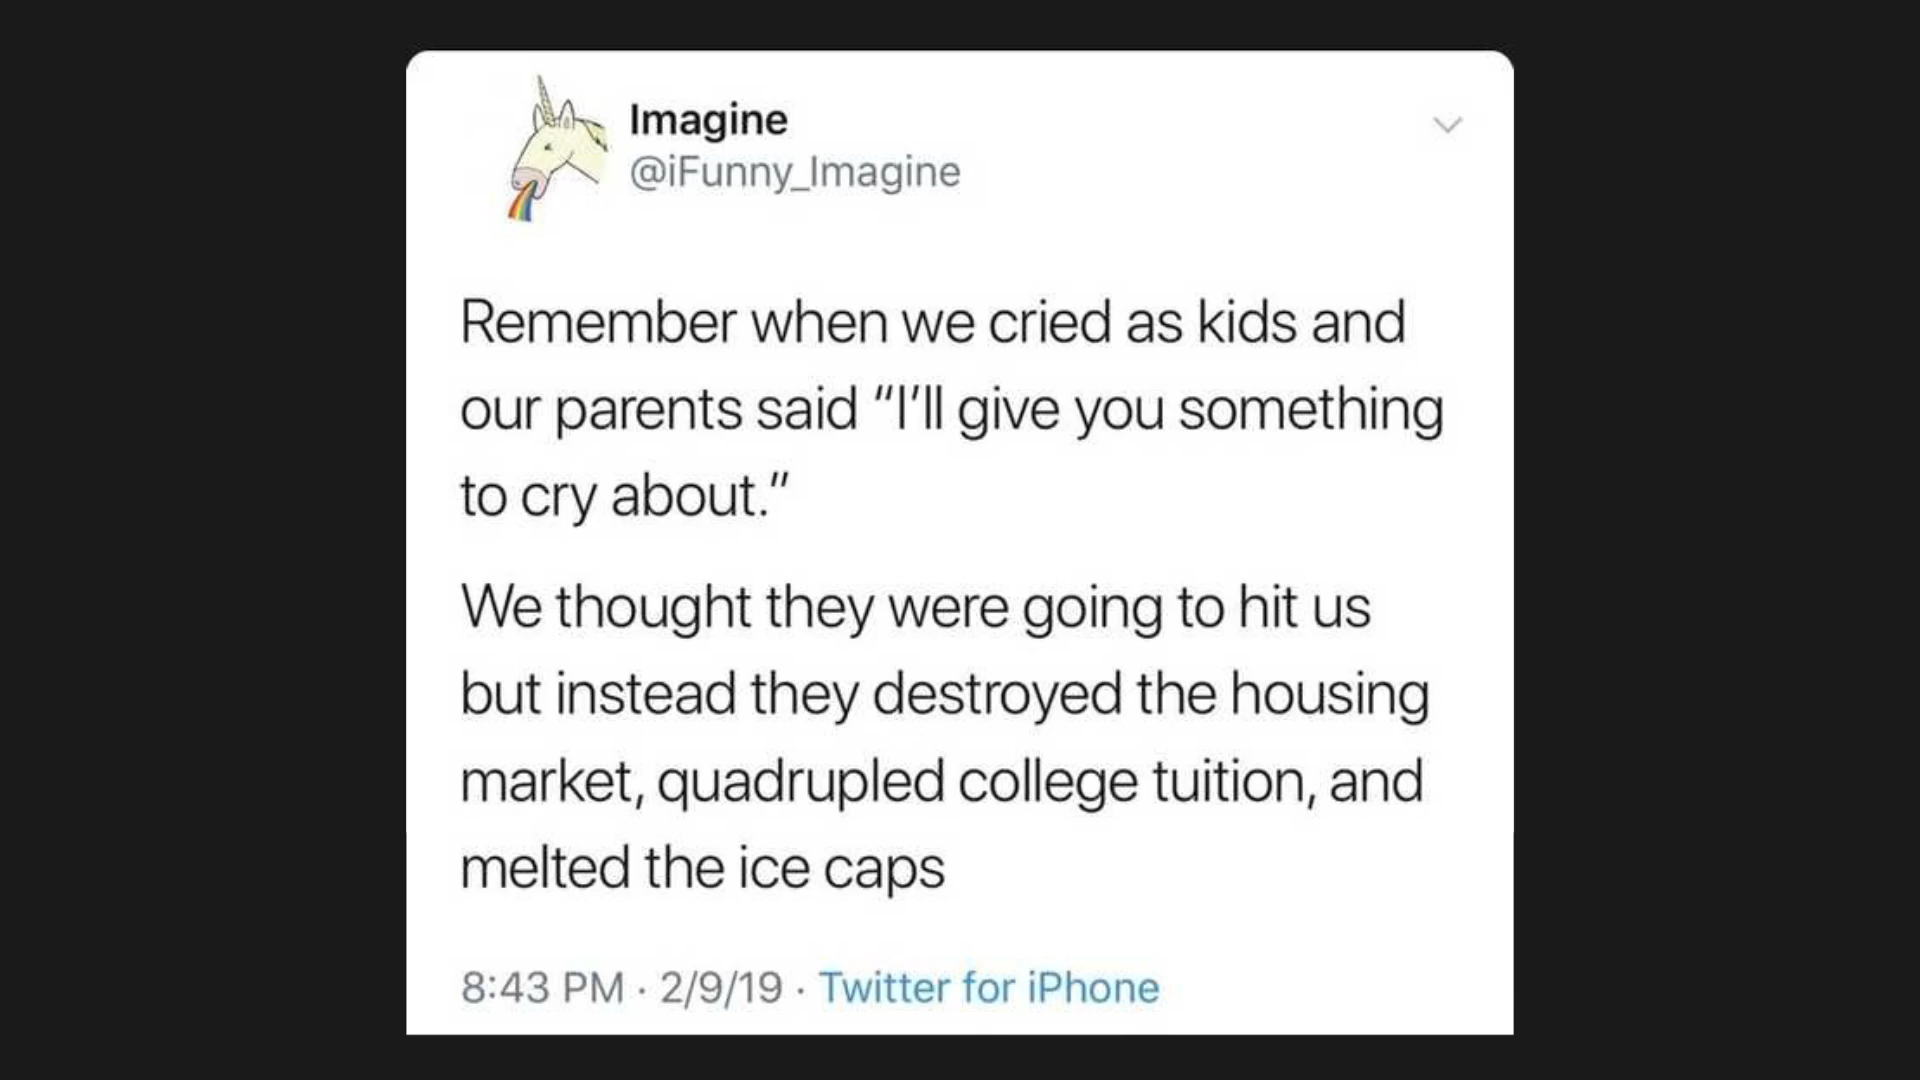 Imagine
@iFunny_Imagine
Remember when we cried as kids and
our parents said “I’ll give you something
to cry about.”
We thought they were going to hit us
but instead they destroyed the housing
market, quadrupled college tuition, and
melted the ice caps
8:43 PM · 2/9/19 · Twitter for iPhone